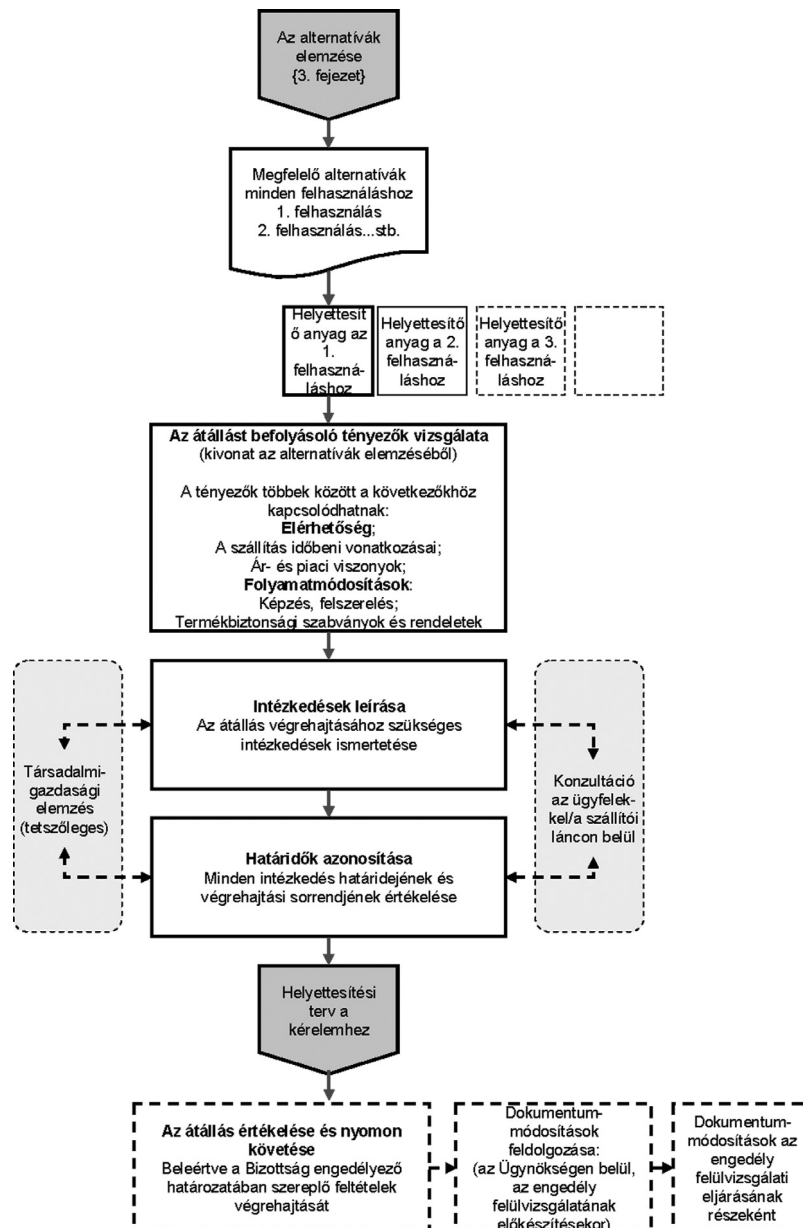 Az alternatívák
elemzése
{3. fejezet}
Megfelelő alternatívák
minden felhasználáshoz
1. felhasználás
2. felhasználás...stb.
Helyettesít
ő anyag az
1.
felhaszná-
láshoz
Helyettesítő
anyag a 2.
felhaszná-
láshoz
Helyettesítő
anyag a 3.
felhaszná-
láshoz
Az átállást befolyásoló tényezők vizsgálata
(kivonat az alternatívák elemzéséből)
A tényezők többek között a következőkhöz
kapcsolódhatnak:
Elérhetőség;
A szállítás időbeni vonatkozásai;
Ár- és piaci viszonyok;
Folyamatmódosítások:
Képzés, felszerelés;
Termékbiztonsági szabványok és rendeletek
Intézkedések leírása
Az átállás végrehajtásához szükséges
intézkedések ismertetése
Társadalmi-
gazdasági
elemzés
(tetszőleges)
Konzultáció
az ügyfelek-
kel/a szállítói
láncon belül
Határidők azonosítása
Minden intézkedés határidejének és
végrehajtási sorrendjének értékelése
Helyettesítési
terv a
kérelemhez
Az átállás értékelése és nyomon
követése
Beleértve a Bizottság engedélyező
határozatában szereplő feltételek
végrehajtását
Dokumentum-
módosítások
feldolgozása:
(az Ügynökségen belül,
az engedély
felülvizsgálatának
előkészítésekor)
Dokumentum-
módosítások az
engedély
felülvizsgálati
eljárásának
részeként